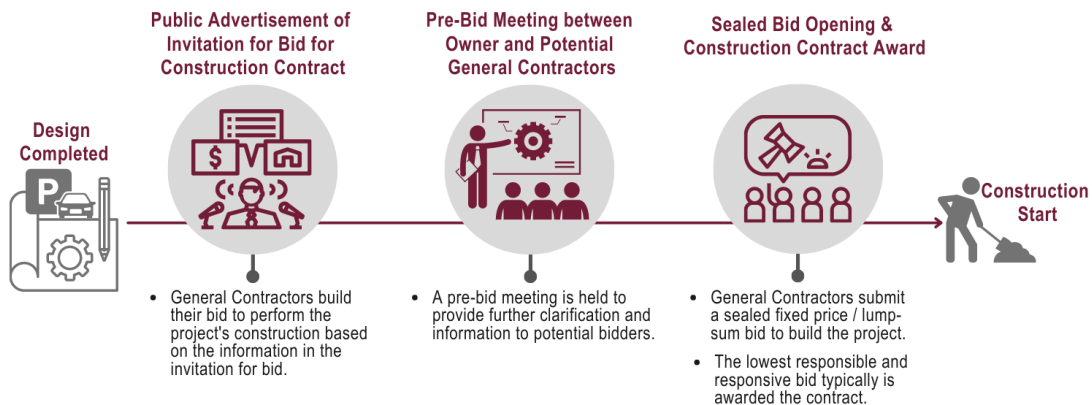 Public Advertisement of
Invitation for Bid for
Construction Contract
Pre-Bid Meeting between
Owner and Potential
General Contractors
Sealed Bid Opening &
Construction Contract Award
Design
Completed
P
$
Construction
Start
• General Contractors build
their bid to perform the
project's construction based
on the information in the
invitation for bid.
• A pre-bid meeting is held to
provide further clarification and
information to potential bidders.
• General Contractors submit
a sealed fixed price / lump-
sum bid to build the project.
• The lowest responsible and
responsive bid typically is
awarded the contract.